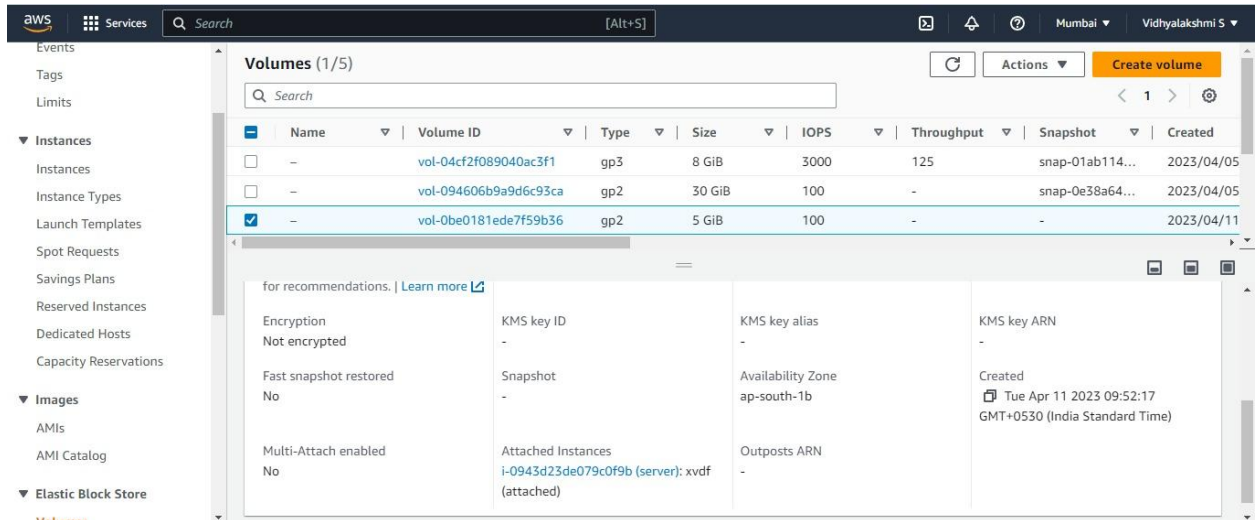 aws Services Search [Alt+S] Mumbai Vidhyalakshmi S
Events
Tags
Limits
Instances
Instances
Instance Types
Launch Templates
Spot Requests
Savings Plans
Reserved Instances
Dedicated Hosts
Capacity Reservations
Images
AMIs
AMI Catalog
Elastic Block Store
Volumes (1/5) Actions Create volume
Search 1
Name Volume ID Type Size IOPS Throughput Snapshot Created
– vol-04cf2f089040ac3f1 gp3 8 GiB 3000 125 snap-01ab114... 2023/04/05
– vol-094606b9a9d6c93ca gp2 30 GiB 100 - snap-0e38a64... 2023/04/05
– vol-0be0181ede7f59b36 gp2 5 GiB 100 - - 2023/04/11
for recommendations. | Learn more
Encryption KMS key ID KMS key alias KMS key ARN
Not encrypted - - -
Fast snapshot restored Snapshot Availability Zone Created
No - ap-south-1b Tue Apr 11 2023 09:52:17
GMT+0530 (India Standard Time)
Multi-Attach enabled Attached Instances Outposts ARN
No i-0943d23de079c0f9b (server): xvdf -
(attached)